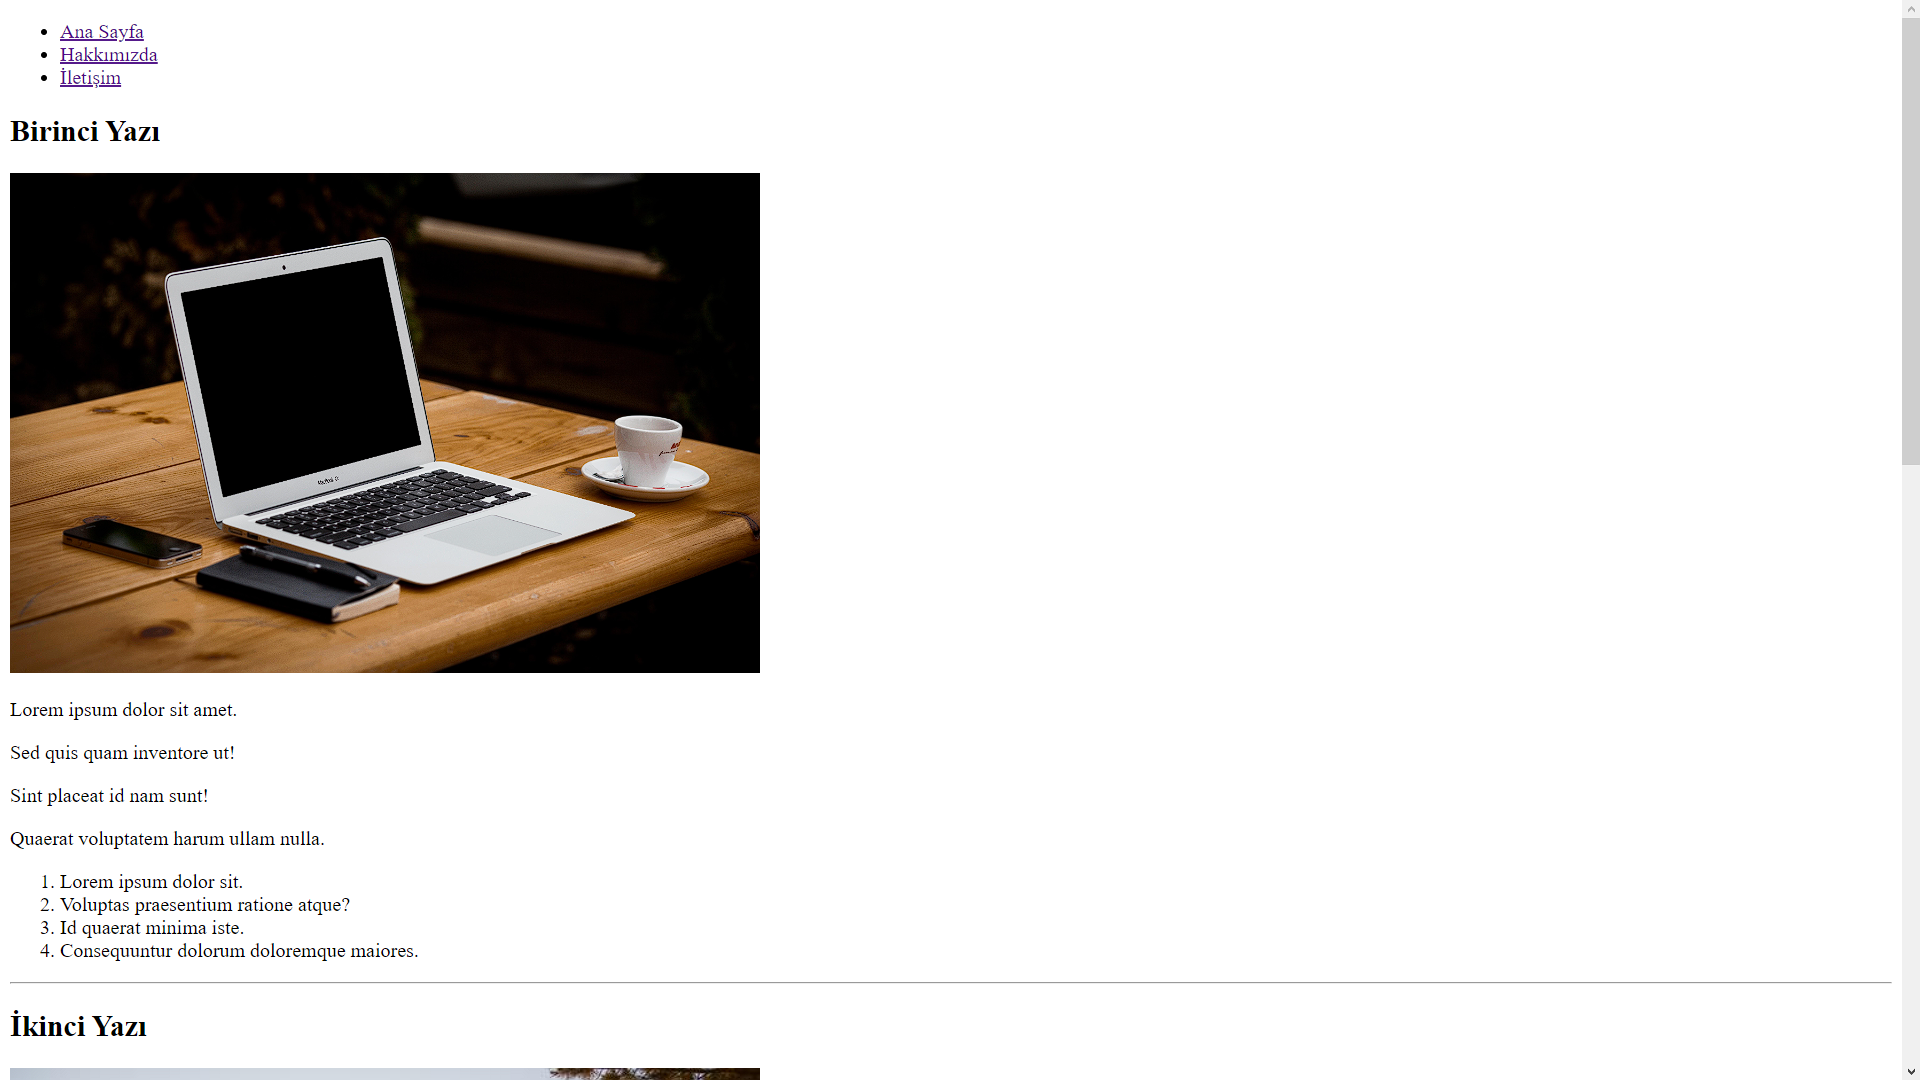 Ana Sayfa
Hakkımızda
İletişim
Birinci Yazı
Lorem ipsum dolor sit amet.
Sed quis quam inventore ut!
Sint placeat id nam sunt!
Quaerat voluptatem harum ullam nulla.
1. Lorem ipsum dolor sit.
2. Voluptas praesentium ratione atque?
3. Id quaerat minima iste.
4. Consequuntur dolorum doloremque maiores.
İkinci Yazı